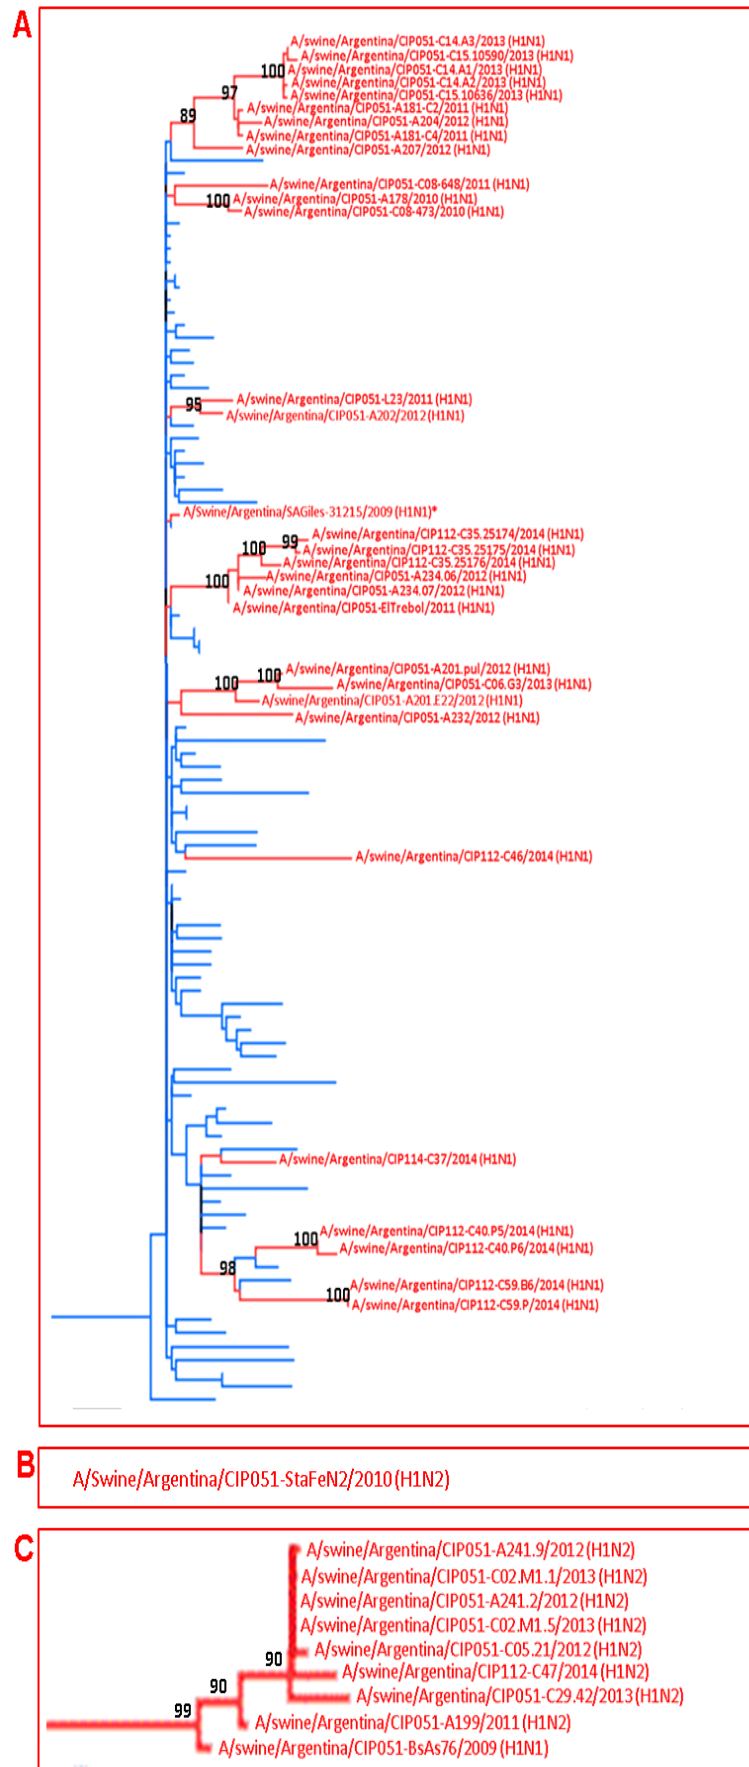 A
A/swine/Argentina/CIP051-C14.A3/2013 (H1N1)
A/swine/Argentina/CIP051-C15.10590/2013 (H1N1)
100
A/swine/Argentina/CIP051-C14.A1/2013 (H1N1)
A/swine/Argentina/CIP051-C14.A2/2013 (H1N1)
97
A/swine/Argentina/CIP051-C15.10636/2013 (H1N1)
A/swine/Argentina/CIP051-A181-C2/2011 (H1N1)
89
A/swine/Argentina/CIP051-A204/2012 (H1N1)
A/swine/Argentina/CIP051-A181-C4/2011 (H1N1)
A/swine/Argentina/CIP051-A207/2012 (H1N1)
A/swine/Argentina/CIP051-C08-648/2011 (H1N1)
100
A/swine/Argentina/CIP051-A178/2010 (H1N1)
A/swine/Argentina/CIP051-C08-473/2010 (H1N1)
A/swine/Argentina/CIP051-L23/2011 (H1N1)
95
A/swine/Argentina/CIP051-A202/2012 (H1N1)
A/Swine/Argentina/SAGiles-31215/2009 (H1N1)*
A/swine/Argentina/CIP112-C35.25174/2014 (H1N1)
99
100
A/swine/Argentina/CIP112-C35.25175/2014 (H1N1)
A/swine/Argentina/CIP112-C35.25176/2014 (H1N1)
100
A/swine/Argentina/CIP051-A234.06/2012 (H1N1)
A/swine/Argentina/CIP051-A234.07/2012 (H1N1)
A/swine/Argentina/CIP051-ElTrebol/2011 (H1N1)
A/swine/Argentina/CIP051-A201.pul/2012 (H1N1)
100
100
A/swine/Argentina/CIP051-C06.G3/2013 (H1N1)
A/swine/Argentina/CIP051-A201.E22/2012 (H1N1)
A/swine/Argentina/CIP051-A232/2012 (H1N1)
A/swine/Argentina/CIP112-C46/2014 (H1N1)
A/swine/Argentina/CIP114-C37/2014 (H1N1)
A/swine/Argentina/CIP112-C40.P5/2014 (H1N1)
100
A/swine/Argentina/CIP112-C40.P6/2014 (H1N1)
98
A/swine/Argentina/CIP112-C59.B6/2014 (H1N1)
100
A/swine/Argentina/CIP112-C59.P/2014 (H1N1)
B
A/Swine/Argentina/CIP051-StaFeN2/2010 (H1N2)
C
A/swine/Argentina/CIP051-A241.9/2012 (H1N2)
A/swine/Argentina/CIP051-C02.M1.1/2013 (H1N2)
A/swine/Argentina/CIP051-A241.2/2012 (H1N2)
A/swine/Argentina/CIP051-C02.M1.5/2013 (H1N2)
A/swine/Argentina/CIP051-C05.21/2012 (H1N2)
90
A/swine/Argentina/CIP112-C47/2014 (H1N2)
90
A/swine/Argentina/CIP051-C29.42/2013 (H1N2)
99
A/swine/Argentina/CIP051-A199/2011 (H1N2)
A/swine/Argentina/CIP051-BsAs76/2009 (H1N1)